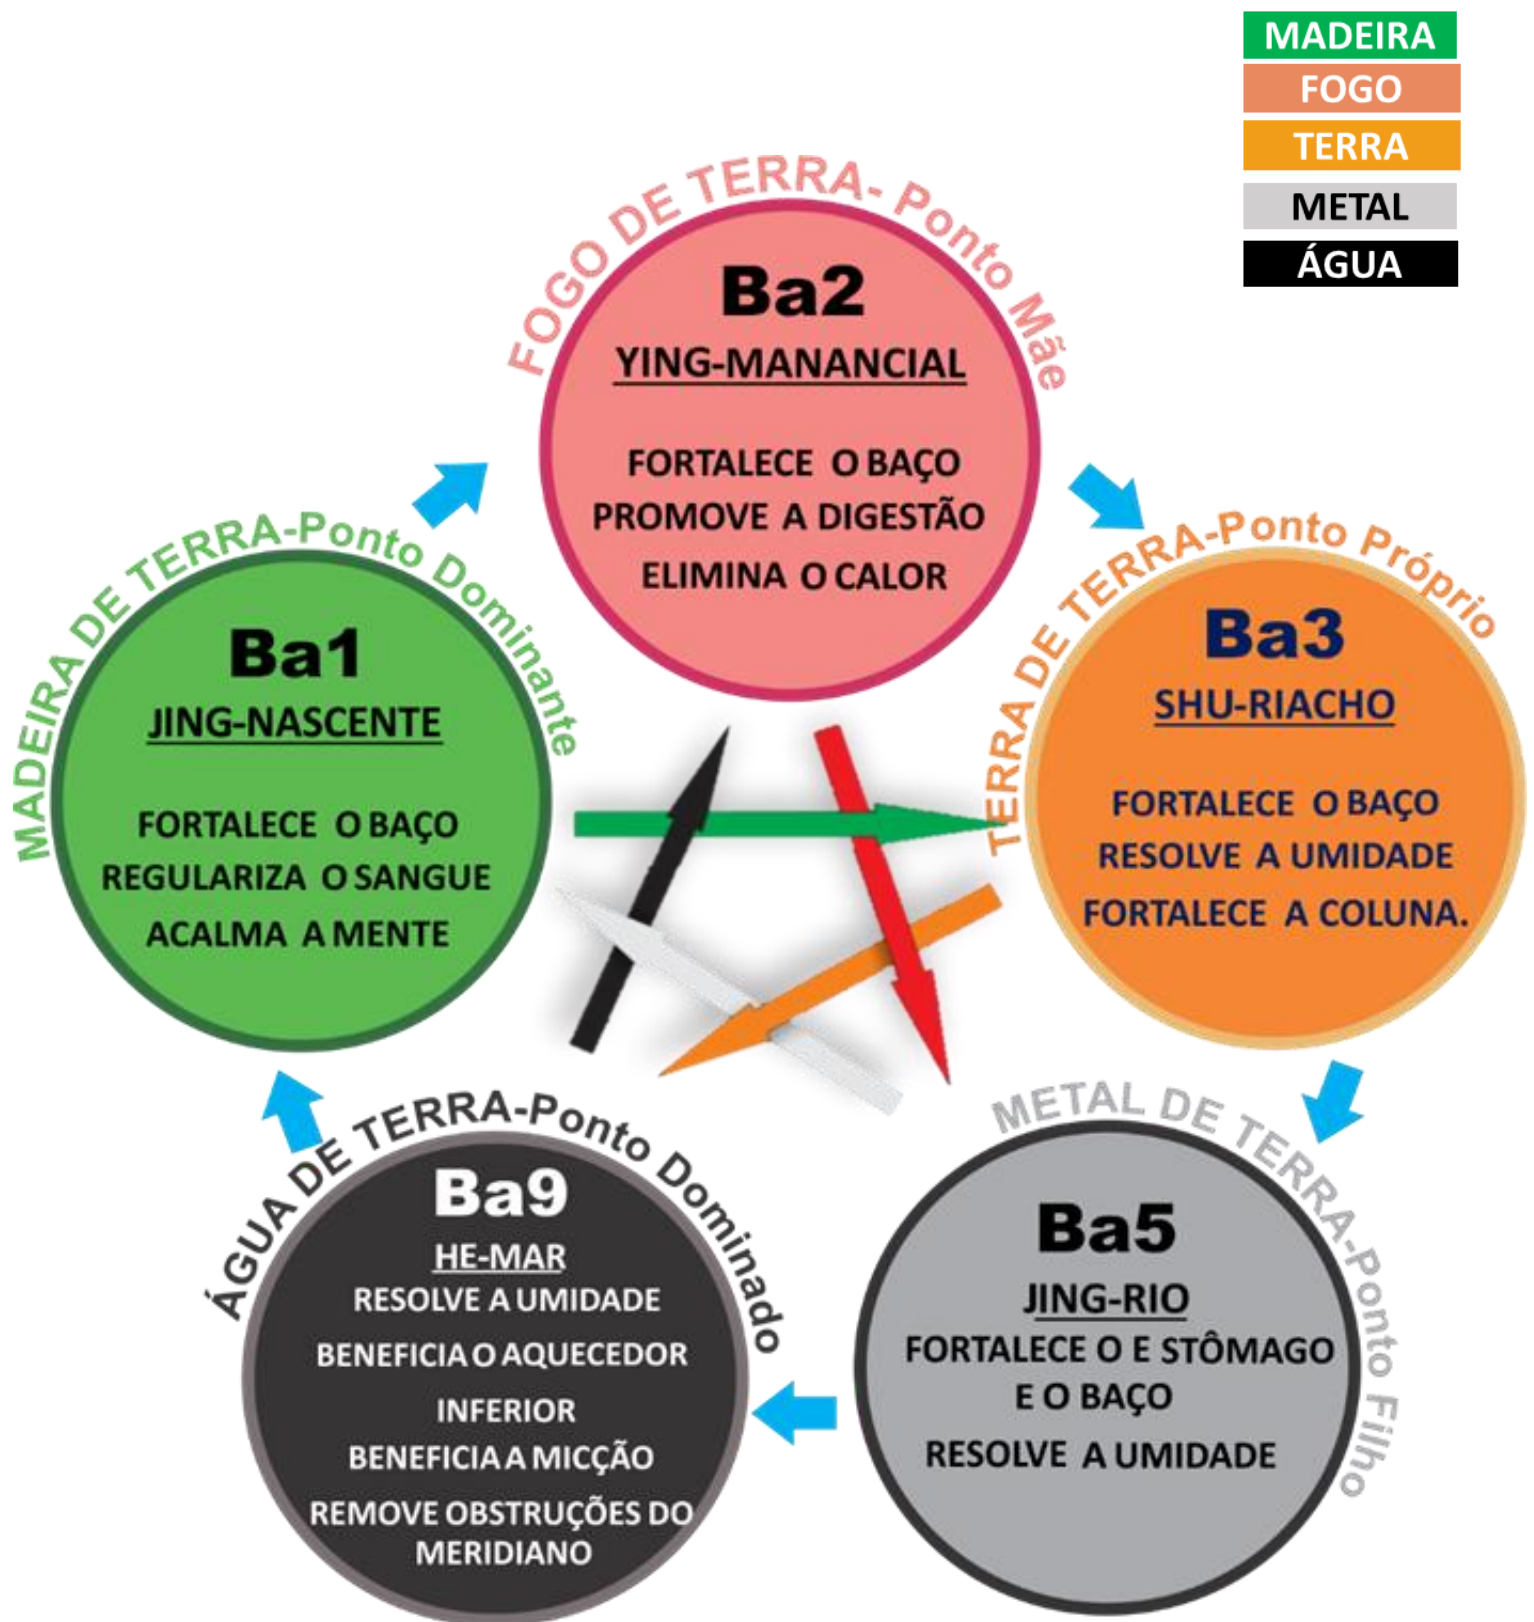 MADEIRA
FOGO
TERRA
METAL
ÁGUA
FOGO DE TERRA- Ponto Mãe
Ba2
YING-MANANCIAL
FORTALECE O BAÇO
PROMOVE A DIGESTÃO
ELIMINA O CALOR
MADEIRA DE TERRA-Ponto Dominante
Ba1
JING-NASCENTE
FORTALECE O BAÇO
REGULARIZA O SANGUE
ACALMA A MENTE
TERRA DE TERRA-Ponto Próprio
Ba3
SHU-RIACHO
FORTALECE O BAÇO
RESOLVE A UMIDADE
FORTALECE A COLUNA.
ÁGUA DE TERRA-Ponto Dominado
Ba9
HE-MAR
RESOLVE A UMIDADE
BENEFICIA O AQUECEDOR
INFERIOR
BENEFICIA A MICÇÃO
REMOVE OBSTRUÇÕES DO
MERIDIANO
METAL DE TERRA-Ponto Filho
Ba5
JING-RIO
FORTALECE O E STÔMAGO
E O BAÇO
RESOLVE A UMIDADE